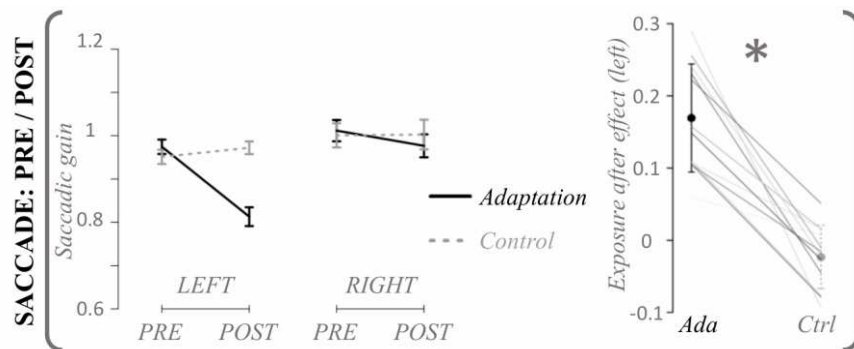 SACCADE: PRE / POST
Saccadic gain
1.2
1
0.8
0.6
LEFT
RIGHT
PRE
POST
PRE
POST
Adaptation
Control
Exposure after effect (left)
0.3
0.2
0.1
0
-0.1
*
Ada
Ctrl